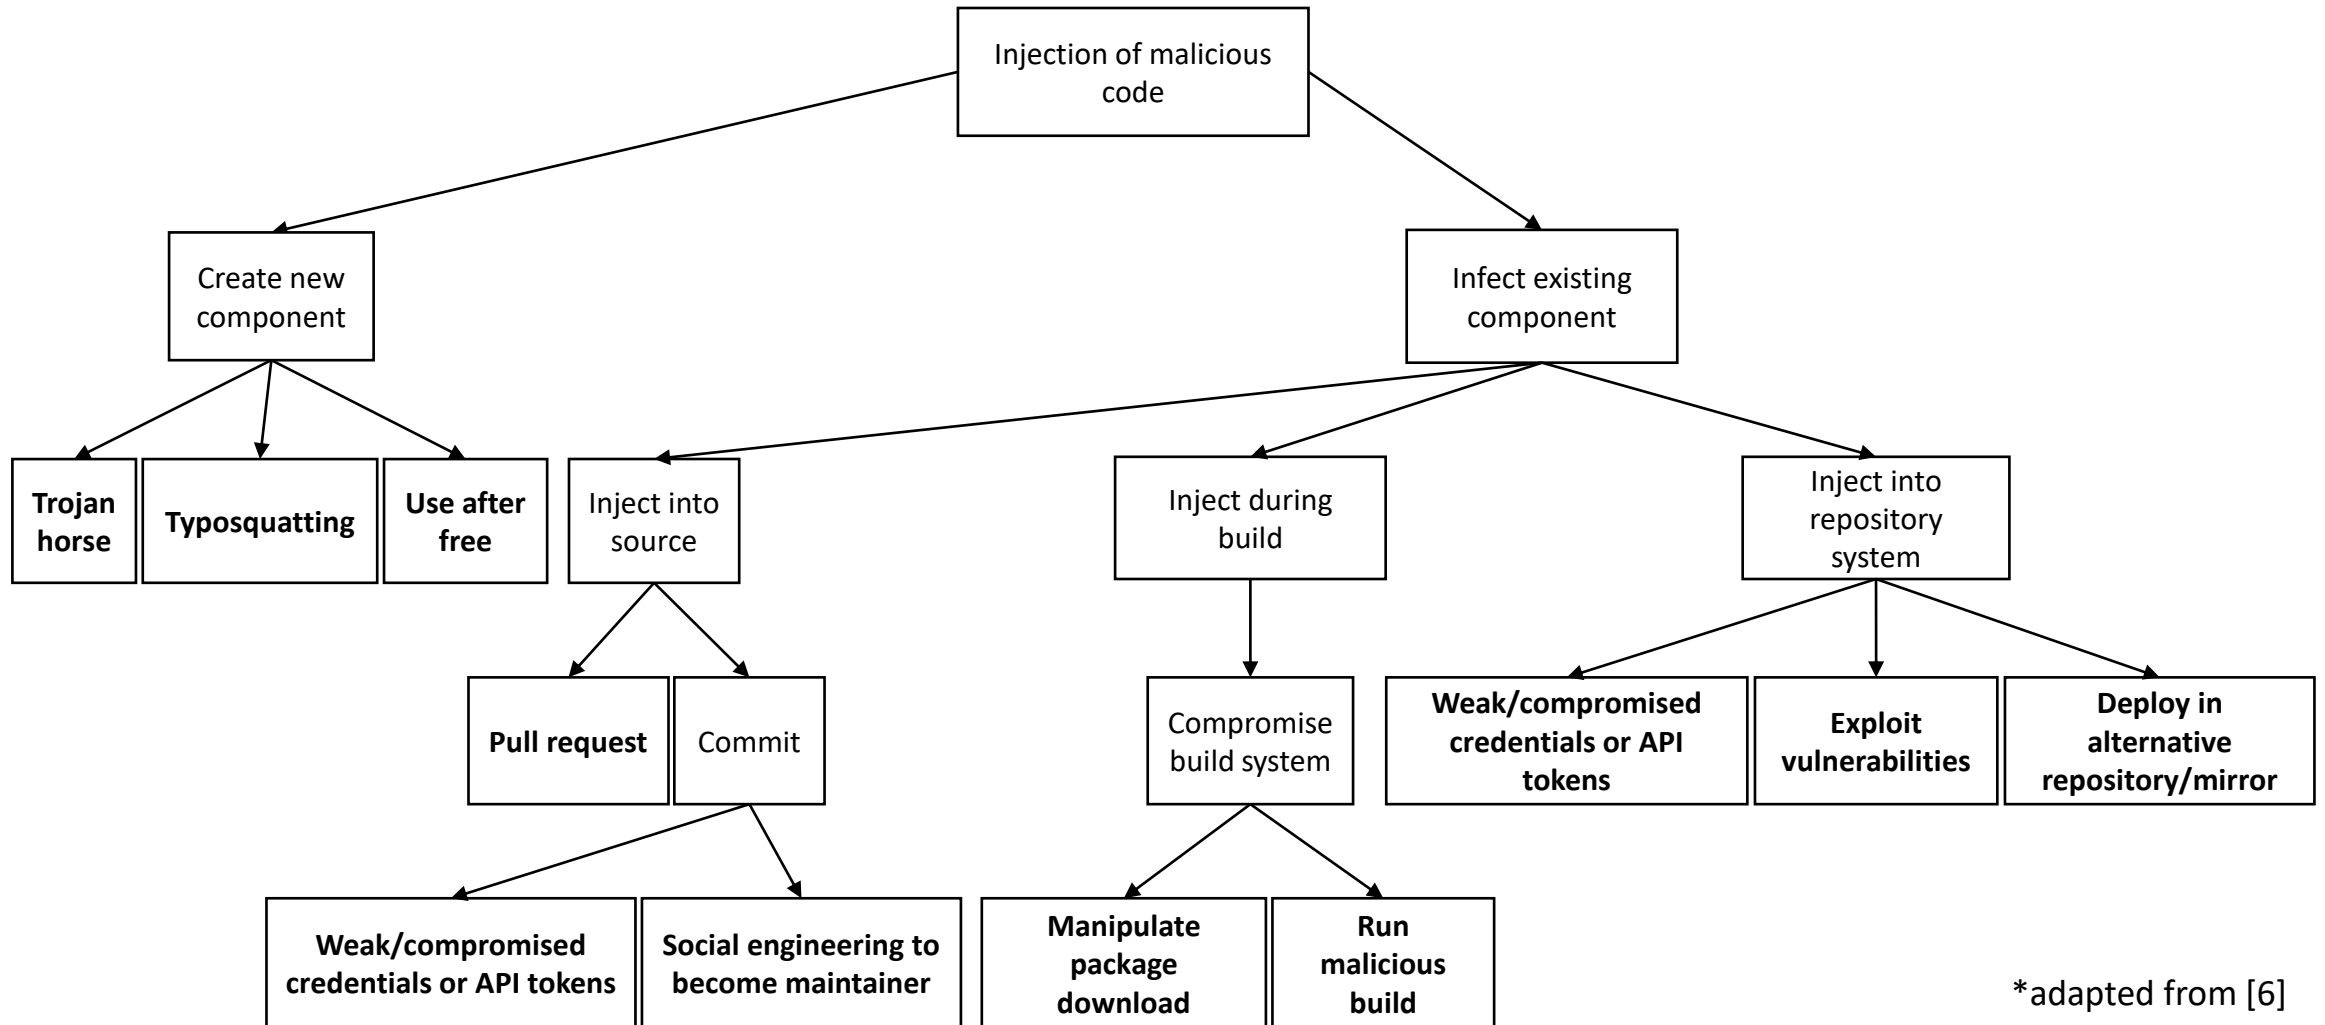 Injection of malicious
code
Create new
component
Infect existing
component
Trojan
horse
Typosquatting
Use after
free
Inject into
source
Inject during
build
Inject into
repository
system
Pull request
Commit
Compromise
build system
Weak/compromised
credentials or API
tokens
Exploit
vulnerabilities
Deploy in
alternative
repository/mirror
Weak/compromised
credentials or API tokens
Social engineering to
become maintainer
Manipulate
package
download
Run
malicious
build
*adapted from [6]